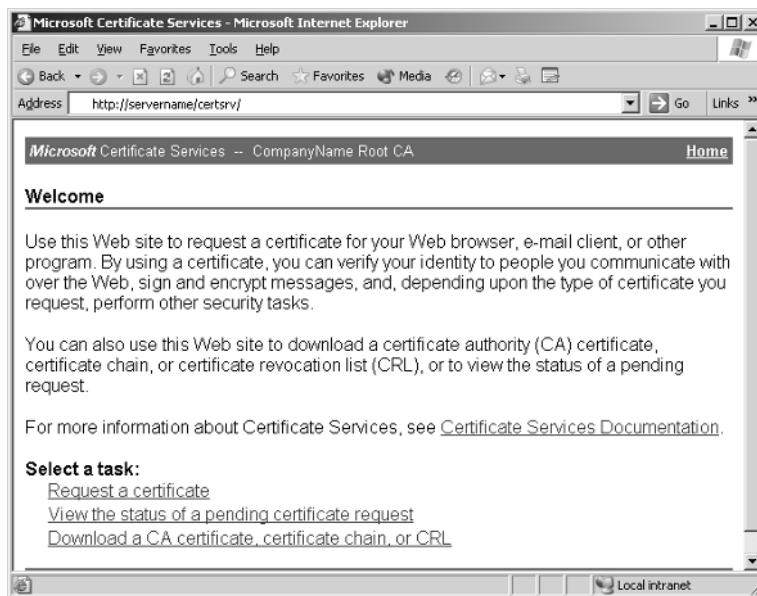 Microsoft Certificate Services - Microsoft Internet Explorer
File Edit View Favorites Tools Help
Back Search Favorites Media
Address http://servername/certsrv/ Go Links »
Microsoft Certificate Services -- CompanyName Root CA Home
Welcome
Use this Web site to request a certificate for your Web browser, e-mail client, or other
program. By using a certificate, you can verify your identity to people you communicate with
over the Web, sign and encrypt messages, and, depending upon the type of certificate you
request, perform other security tasks.
You can also use this Web site to download a certificate authority (CA) certificate,
certificate chain, or certificate revocation list (CRL), or to view the status of a pending
request.
For more information about Certificate Services, see Certificate Services Documentation.
Select a task:
Request a certificate
View the status of a pending certificate request
Download a CA certificate, certificate chain, or CRL
Local intranet